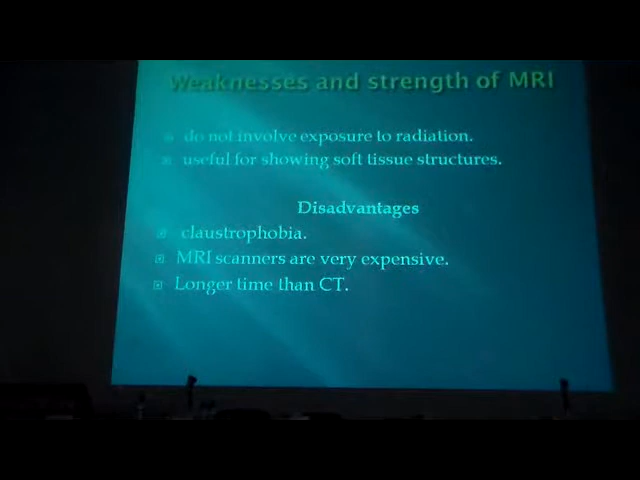 Weaknesses and strength of MRI
do not involve exposure to radiation.
useful for showing soft tissue structures.
Disadvantages
claustrophobia.
MRI scanners are very expensive.
Longer time than CT.